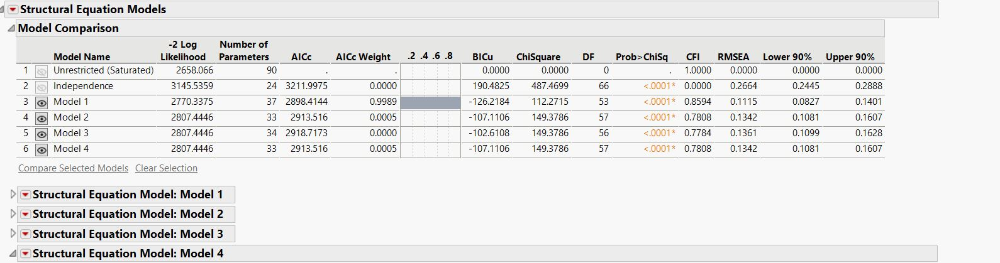 Structural Equation Models
Model Comparison
-2 Log Number of
Model Name Likelihood Parameters AICc AICc Weight .2 .4 .6 .8 BICu ChiSquare DF Prob>ChiSq CFI RMSEA Lower 90% Upper 90%
1 Unrestricted (Saturated) 2658.066 90 . . 0.0000 0.0000 0 . 1.0000 0.0000 0.0000 0.0000
2 Independence 3145.5359 24 3211.9975 0.0000 190.4825 487.4699 66 <.0001* 0.0000 0.2664 0.2445 0.2888
3 Model 1 2770.3375 37 2898.4144 0.9989 -126.2184 112.2715 53 <.0001* 0.8594 0.1115 0.0827 0.1401
4 Model 2 2807.4446 33 2913.516 0.0005 -107.1106 149.3786 57 <.0001* 0.7808 0.1342 0.1081 0.1607
5 Model 3 2807.4446 34 2918.7173 0.0000 -102.6108 149.3786 56 <.0001* 0.7784 0.1361 0.1099 0.1628
6 Model 4 2807.4446 33 2913.516 0.0005 -107.1106 149.3786 57 <.0001* 0.7808 0.1342 0.1081 0.1607
Compare Selected Models Clear Selection
Structural Equation Model: Model 1
Structural Equation Model: Model 2
Structural Equation Model: Model 3
Structural Equation Model: Model 4